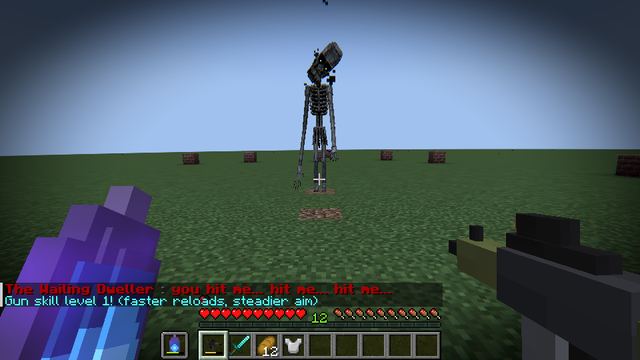 The Wailing Dweller : you hit me... hit me... hit me...
Gun skill level 1! (faster reloads, steadier aim)
12
12